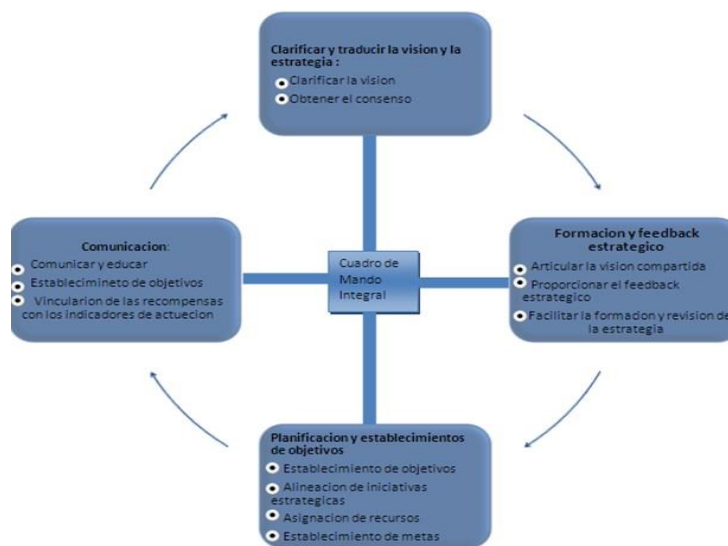 Clarificar y traducir la vision y la
estrategia :
Clarificar la vision
Obtener el consenso
Formacion y feedback
estrategico
Articular la vision compartida
Proporcionar el feedback
estrategico
Facilitar la formacion y revision de
la estrategia
Cuadro de
Mando
Integral
Comunicacion:
Comunicar y educar
Establecimineto de objetivos
Vincularion de las recompensas
con los indicadores de actuecion
Planificacion y establecimientos
de objetivos
Establecimiento de objetivos
Alineacion de iniciativas
estrategicas
Asignacion de recursos
Establecimiento de metas